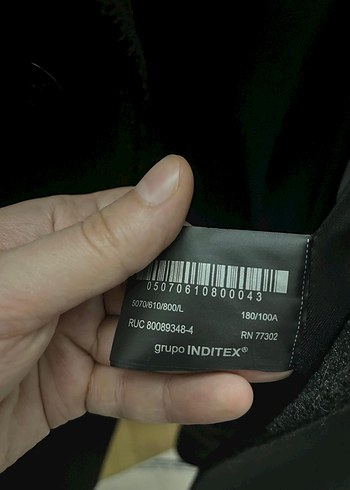 05070610800043
5070/610/800/L 180/100A
RUC 80089348-4 RN 77302
grupo INDITEX®